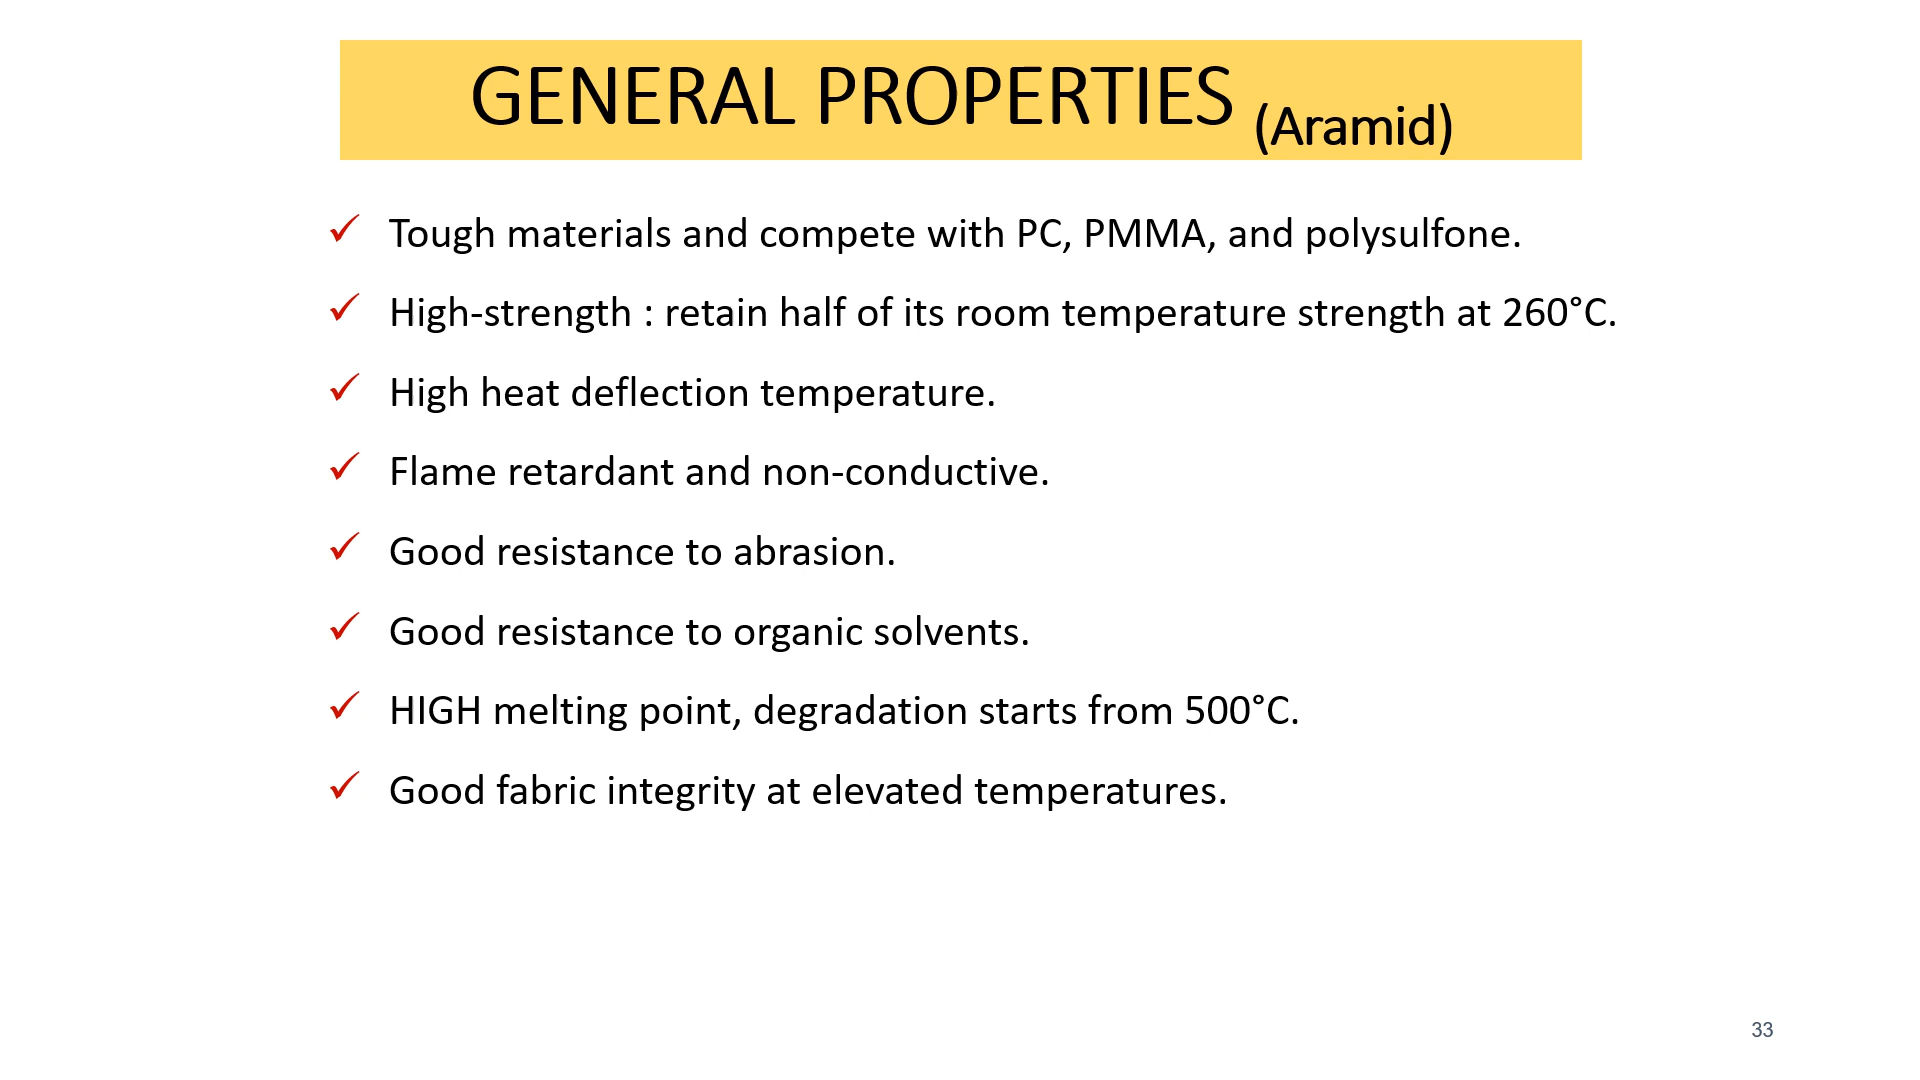 GENERAL PROPERTIES (Aramid)
✓ Tough materials and compete with PC, PMMA, and polysulfone.
✓ High-strength : retain half of its room temperature strength at 260°C.
✓ High heat deflection temperature.
✓ Flame retardant and non-conductive.
✓ Good resistance to abrasion.
✓ Good resistance to organic solvents.
✓ HIGH melting point, degradation starts from 500°C.
✓ Good fabric integrity at elevated temperatures.
33